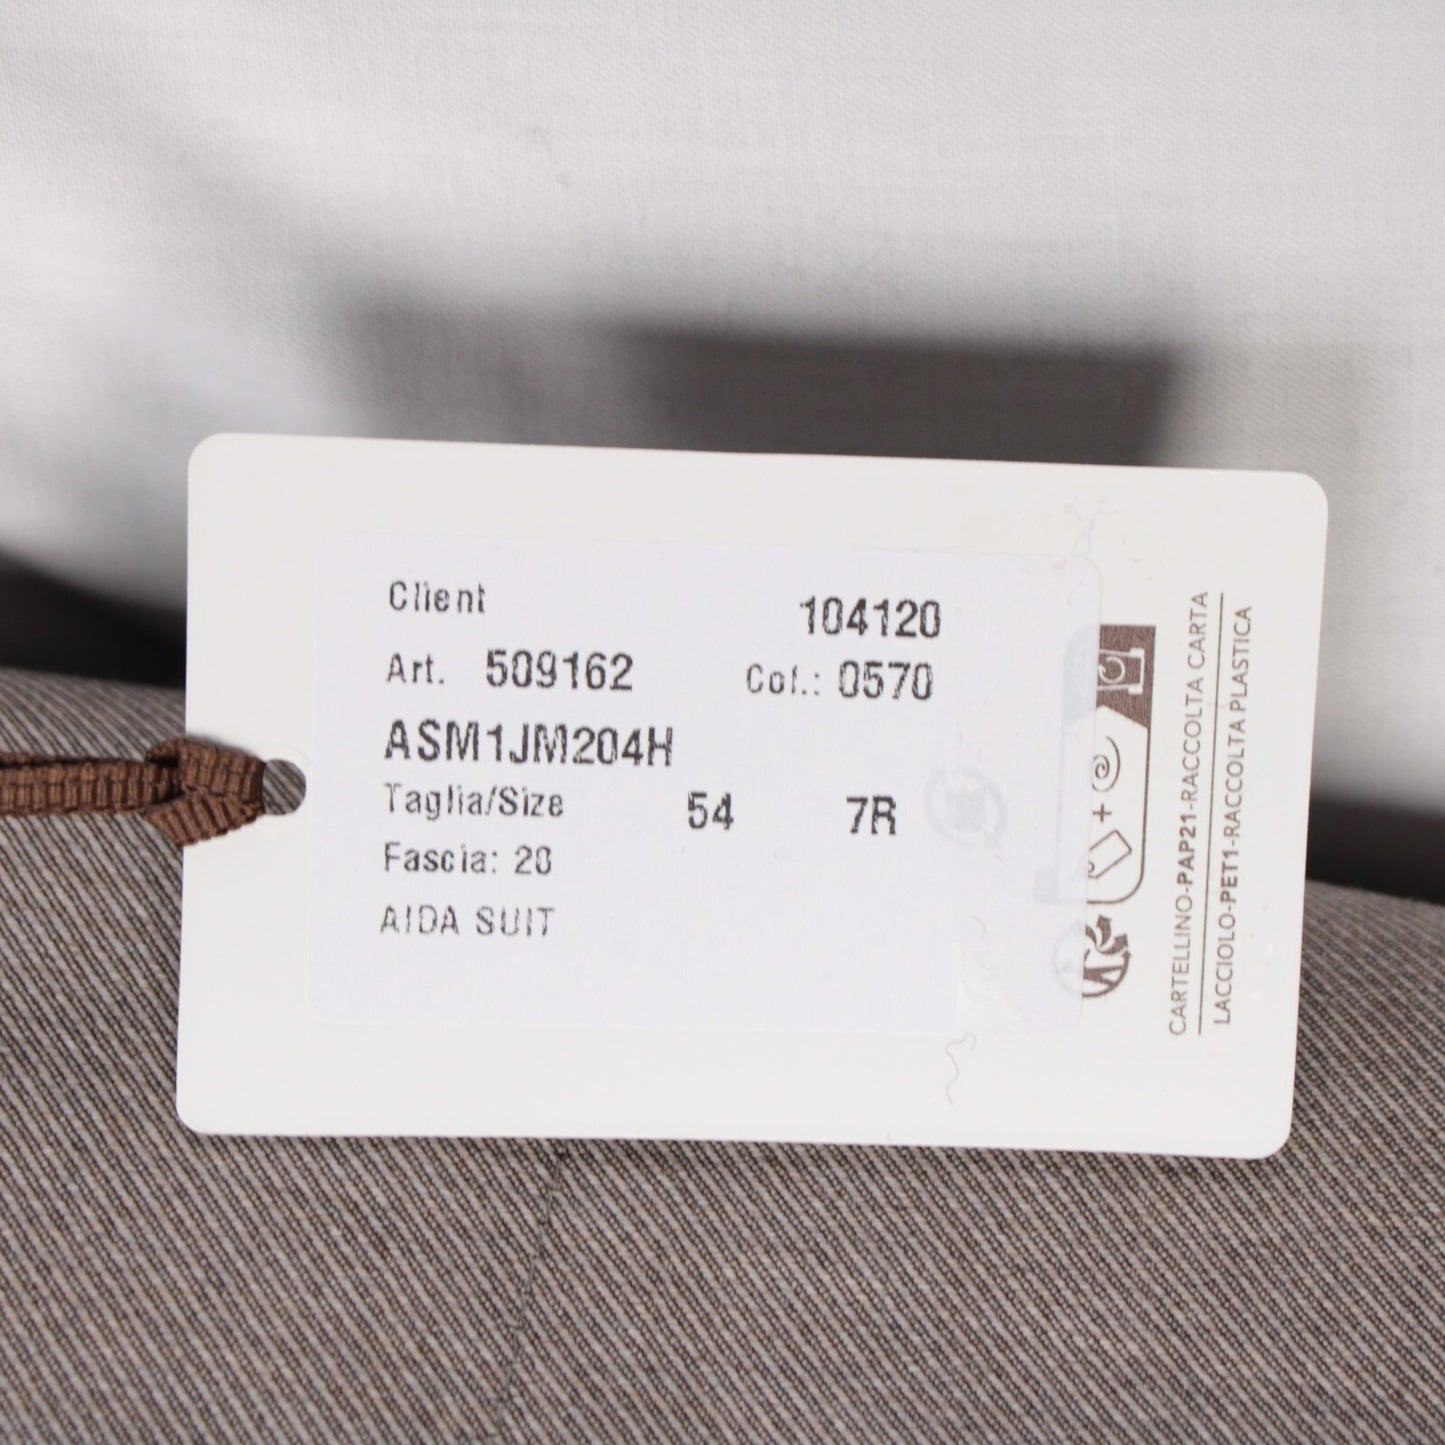 Client 104120
Art. 509162 Col.: 0570
ASM1JM204H
Taglia/Size 54 7R
Fascia: 20
AIDA SUIT
CARTELLINO-PAP21-RACCOLTA CARTA
LACCIOLO-PET1-RACCOLTA PLASTICA